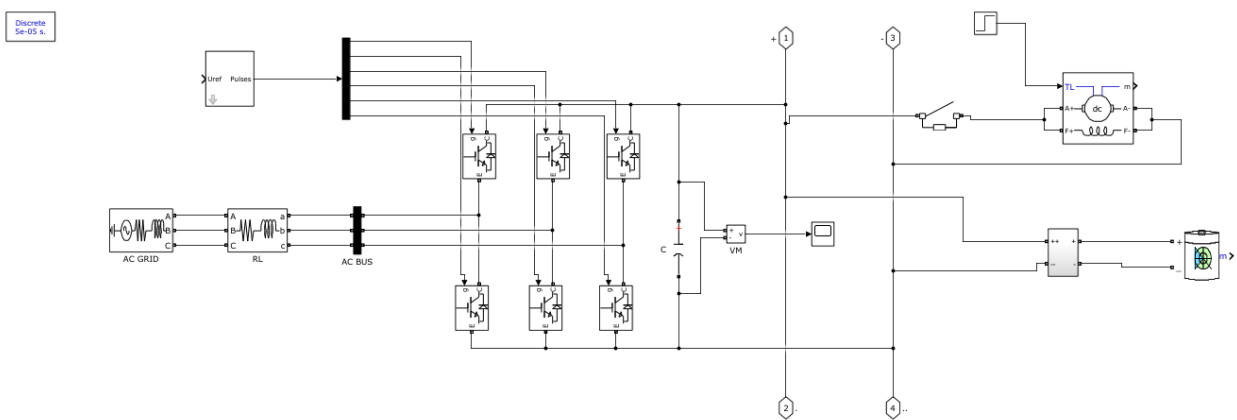 Discrete
5e-05 s.
Uref Pulses
+ 1
- 3
TL m
A+ dc A-
F+ F-
g C
E
g C
E
g C
E
A A a
B B b
C C c
AC GRID RL AC BUS
C
+
-
v
VM
++ +
-- -
+
−
m
g C
E
g C
E
g C
E
2 .
4 ..